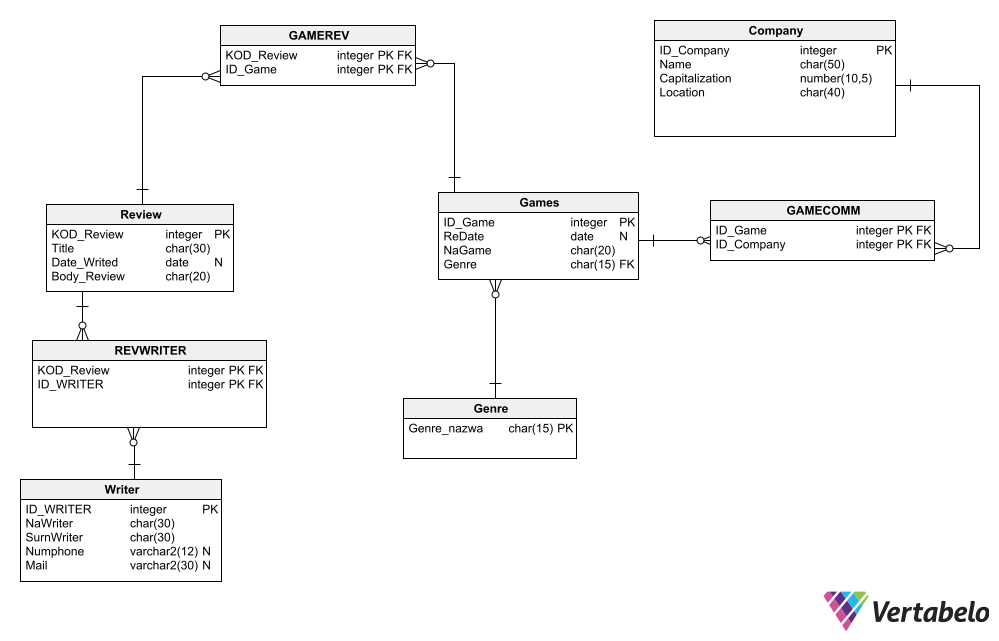 GAMEREV
KOD_Review integer PK FK
ID_Game integer PK FK
Company
ID_Company integer PK
Name char(50)
Capitalization number(10,5)
Location char(40)
Review
KOD_Review integer PK
Title char(30)
Date_Writed date N
Body_Review char(20)
Games
ID_Game integer PK
ReDate date N
NaGame char(20)
Genre char(15) FK
GAMECOMM
ID_Game integer PK FK
ID_Company integer PK FK
REVWRITER
KOD_Review integer PK FK
ID_WRITER integer PK FK
Genre
Genre_nazwa char(15) PK
Writer
ID_WRITER integer PK
NaWriter char(30)
SurnWriter char(30)
Numphone varchar2(12) N
Mail varchar2(30) N
Vertabelo